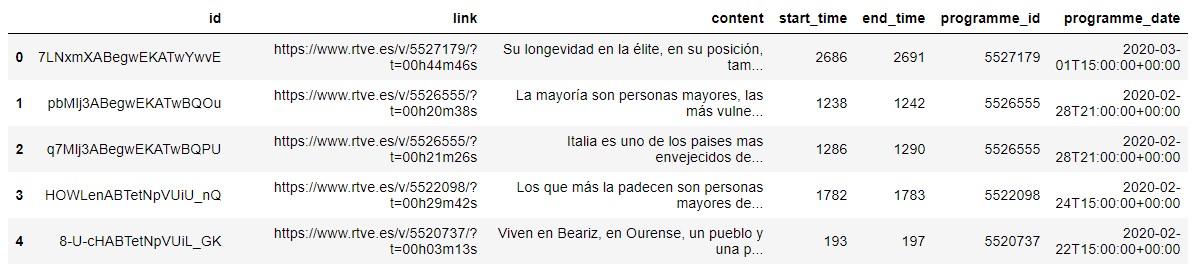 id link content start_time end_time programme_id programme_date
0 7LNxmXABegwEKATwYwvE https://www.rtve.es/v/5527179/? Su longevidad en la élite, en su posición, 2686 2691 5527179 2020-03-
t=00h44m46s tam... 01T15:00:00+00:00
1 pbMIj3ABegwEKATwBQOu https://www.rtve.es/v/5526555/? La mayoría son personas mayores, las 1238 1242 5526555 2020-02-
t=00h20m38s más vulne... 28T21:00:00+00:00
2 q7MIj3ABegwEKATwBQPU https://www.rtve.es/v/5526555/? Italia es uno de los paises mas 1286 1290 5526555 2020-02-
t=00h21m26s envejecidos de... 28T21:00:00+00:00
3 HOWLenABTetNpVUiU_nQ https://www.rtve.es/v/5522098/? Los que más la padecen son personas 1782 1783 5522098 2020-02-
t=00h29m42s mayores de... 24T15:00:00+00:00
4 8-U-cHABTetNpVUiL_GK https://www.rtve.es/v/5520737/? Viven en Beariz, en Ourense, un pueblo y 193 197 5520737 2020-02-
t=00h03m13s una p... 22T15:00:00+00:00